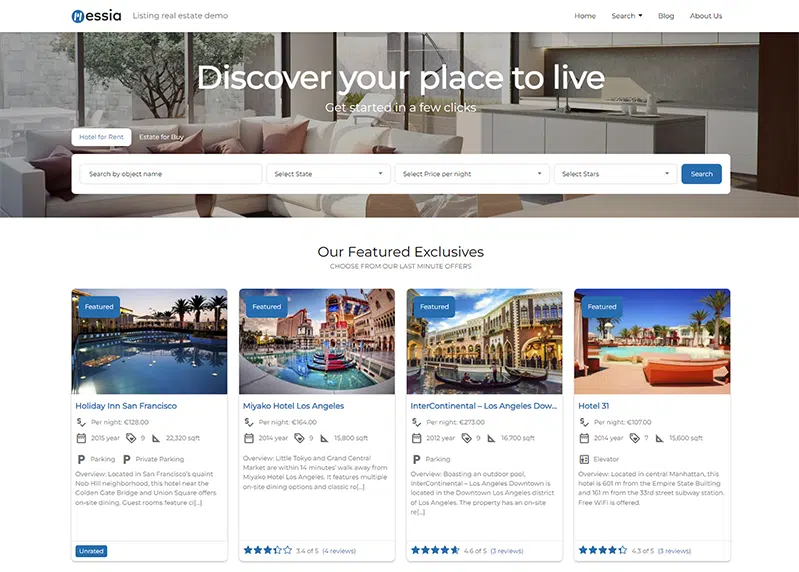 essia
Listing real estate demo
Home
Search
Blog
About Us
Discover your place to live
Get started in a few clicks
Hotel for Rent
Estate for Buy
Search by object name
Select State
Select Price per night
Select Stars
Search
Our Featured Exclusives
CHOOSE FROM OUR LAST MINUTE OFFERS
Featured
Holiday Inn San Francisco
Per night: €128.00
2015 year
9
22,320 sqft
Parking
Private Parking
Overview: Located in San Francisco's quaint
Nob Hill neighborhood, this hotel near the
Golden Gate Bridge and Union Square offers
on-site dining. Guest rooms feature ci[...]
Unrated
Featured
Miyako Hotel Los Angeles
Per night: €164.00
2014 year
9
15,800 sqft
Overview: Little Tokyo and Grand Central
Market are within 14 minutes' walk away from
Miyako Hotel Los Angeles. It features multiple
on-site dining options and classic ro[...]
3.4 of 5
(4 reviews)
Featured
InterContinental – Los Angeles Dow...
Per night: €273.00
2012 year
9
16,700 sqft
Parking
Overview: Boasting an outdoor pool,
InterContinental – Los Angeles Downtown is
located in the Downtown Los Angeles district
of Los Angeles. The property has an on-site
re[...]
4.6 of 5
(3 reviews)
Featured
Hotel 31
Per night: €107.00
2014 year
7
15,600 sqft
Elevator
Overview: Located in central Manhattan, this
hotel is 601 m from the Empire State Building
and 161 m from the 33rd street subway station.
Free WiFi is offered.
4.3 of 5
(3 reviews)